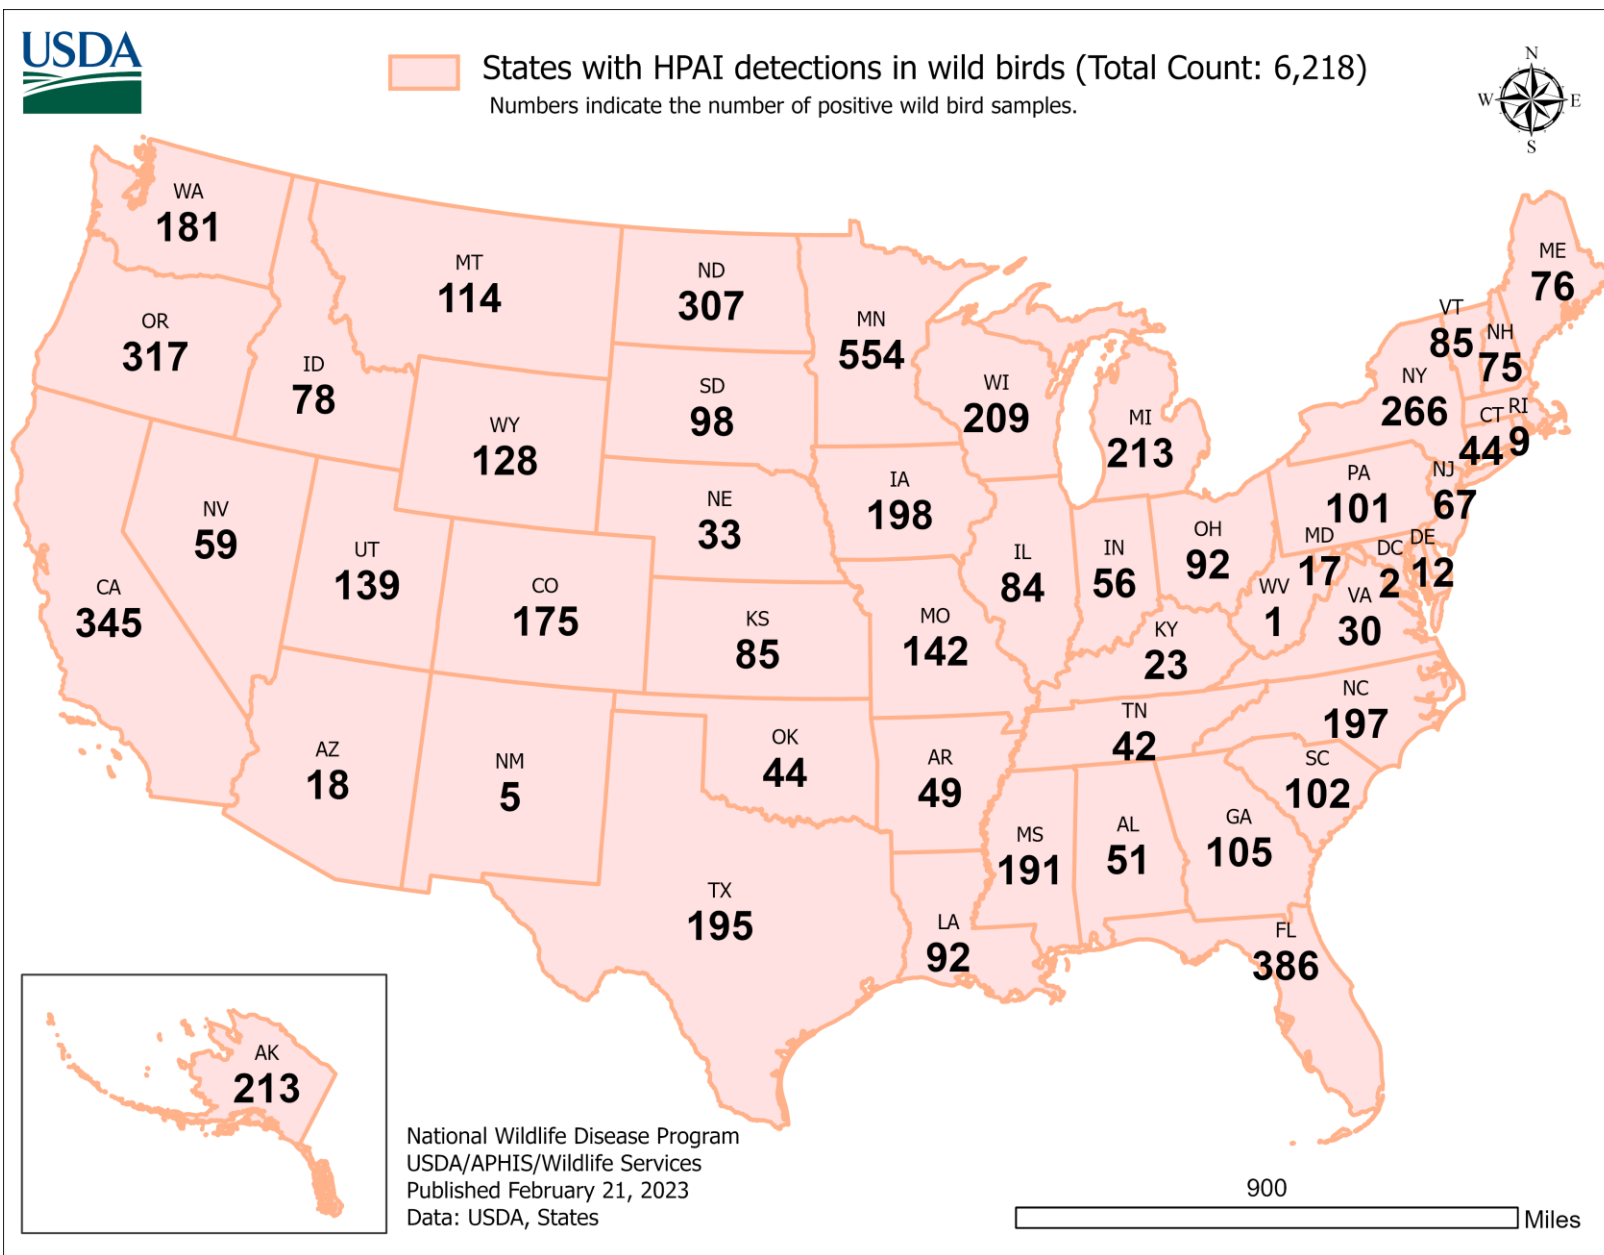 USDA
States with HPAI detections in wild birds (Total Count: 6,218)
Numbers indicate the number of positive wild bird samples.
N
W E
S
WA
181
OR
317
CA
345
ID
78
NV
59
MT
114
WY
128
UT
139
AZ
18
CO
175
NM
5
ND
307
SD
98
NE
33
KS
85
OK
44
TX
195
MN
554
IA
198
MO
142
AR
49
LA
92
WI
209
IL
84
MI
213
IN
56
OH
92
KY
23
TN
42
MS
191
AL
51
GA
105
FL
386
SC
102
NC
197
VA
30
WV
1
MD
17
DC
2
DE
12
PA
101
NJ
67
NY
266
CT
44
RI
9
VT
85
NH
75
ME
76
AK
213
National Wildlife Disease Program
USDA/APHIS/Wildlife Services
Published February 21, 2023
Data: USDA, States
900
Miles